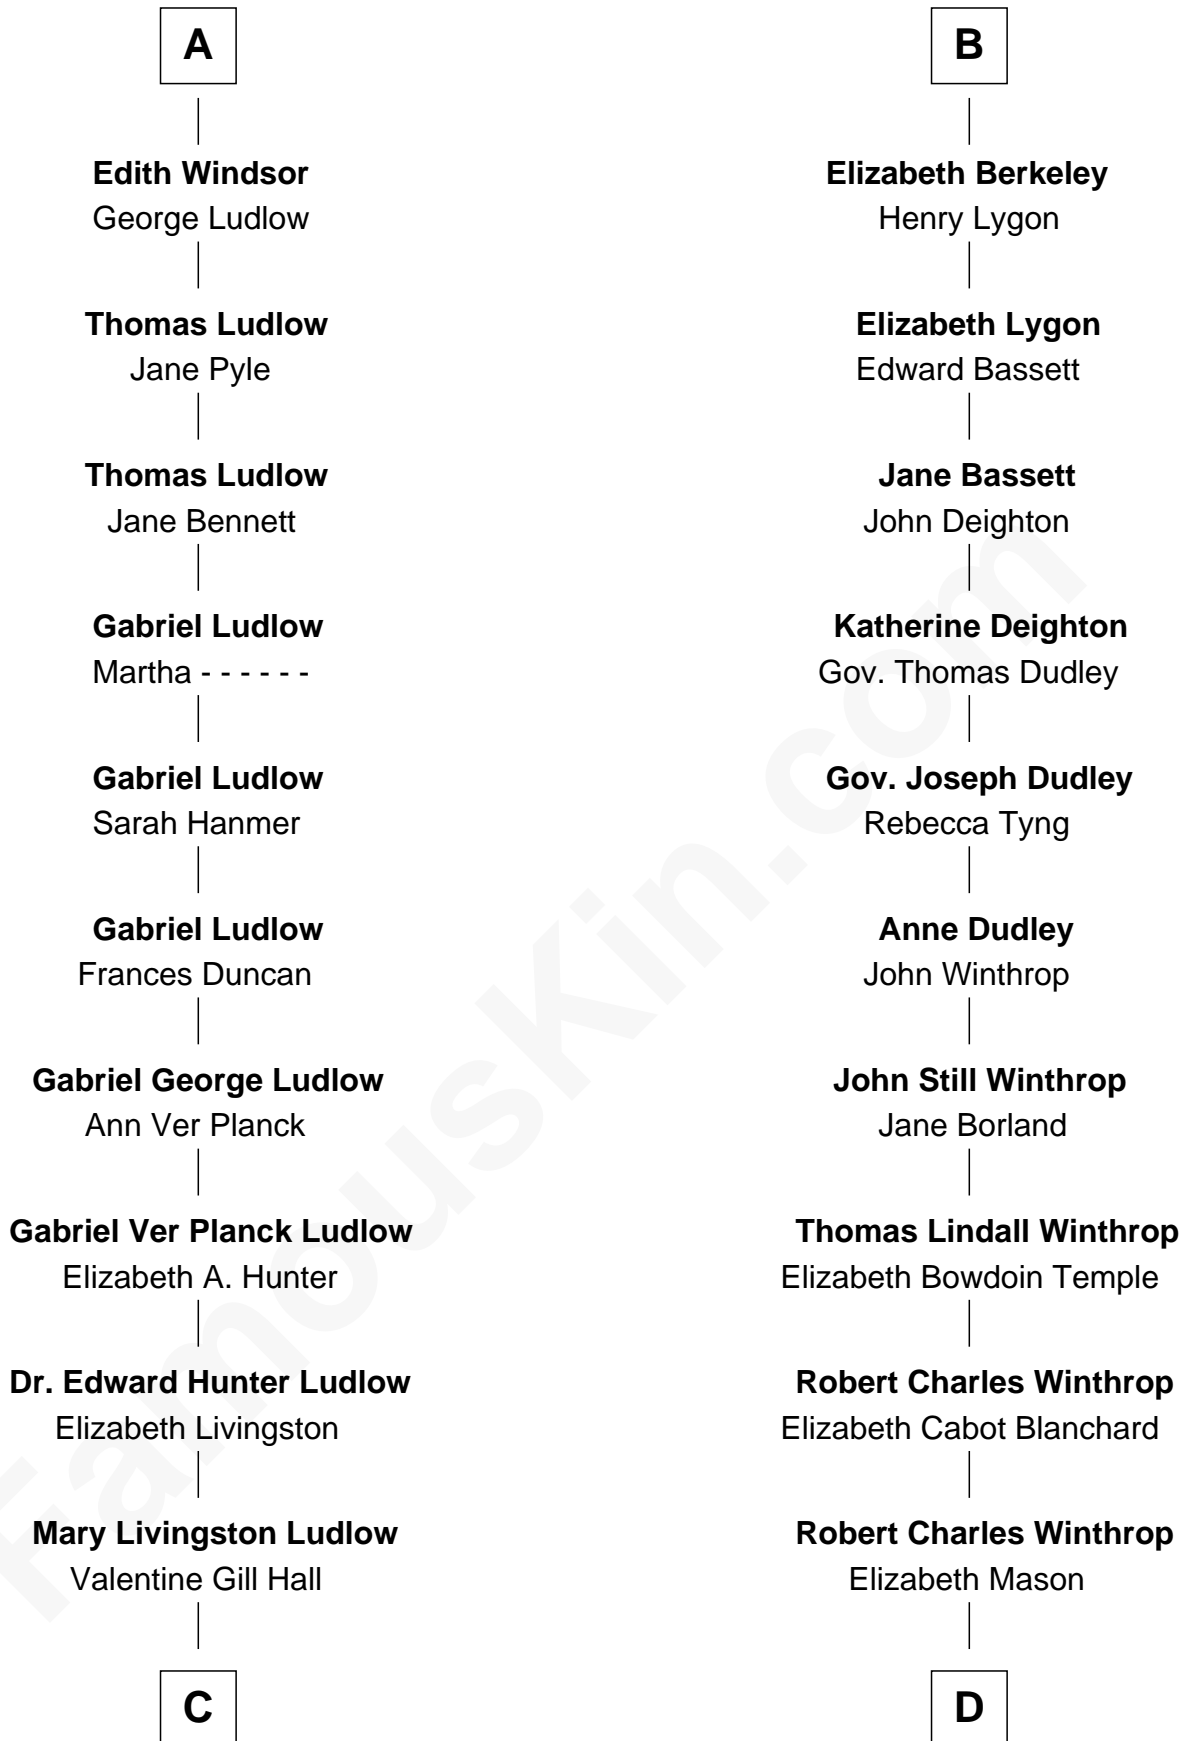 A
Edith Windsor
George Ludlow
Thomas Ludlow
Jane Pyle
Thomas Ludlow
Jane Bennett
Gabriel Ludlow
Martha - - - - - -
Gabriel Ludlow
Sarah Hanmer
Gabriel Ludlow
Frances Duncan
Gabriel George Ludlow
Ann Ver Planck
Gabriel Ver Planck Ludlow
Elizabeth A. Hunter
Dr. Edward Hunter Ludlow
Elizabeth Livingston
Mary Livingston Ludlow
Valentine Gill Hall
C
B
Elizabeth Berkeley
Henry Lygon
Elizabeth Lygon
Edward Bassett
Jane Bassett
John Deighton
Katherine Deighton
Gov. Thomas Dudley
Gov. Joseph Dudley
Rebecca Tyng
Anne Dudley
John Winthrop
John Still Winthrop
Jane Borland
Thomas Lindall Winthrop
Elizabeth Bowdoin Temple
Robert Charles Winthrop
Elizabeth Cabot Blanchard
Robert Charles Winthrop
Elizabeth Mason
D
FamousKin.com